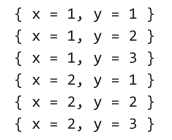 { x = 1, y = 1 }
{ x = 1, y = 2 }
{ x = 1, y = 3 }
{ x = 2, y = 1 }
{ x = 2, y = 2 }
{ x = 2, y = 3 }